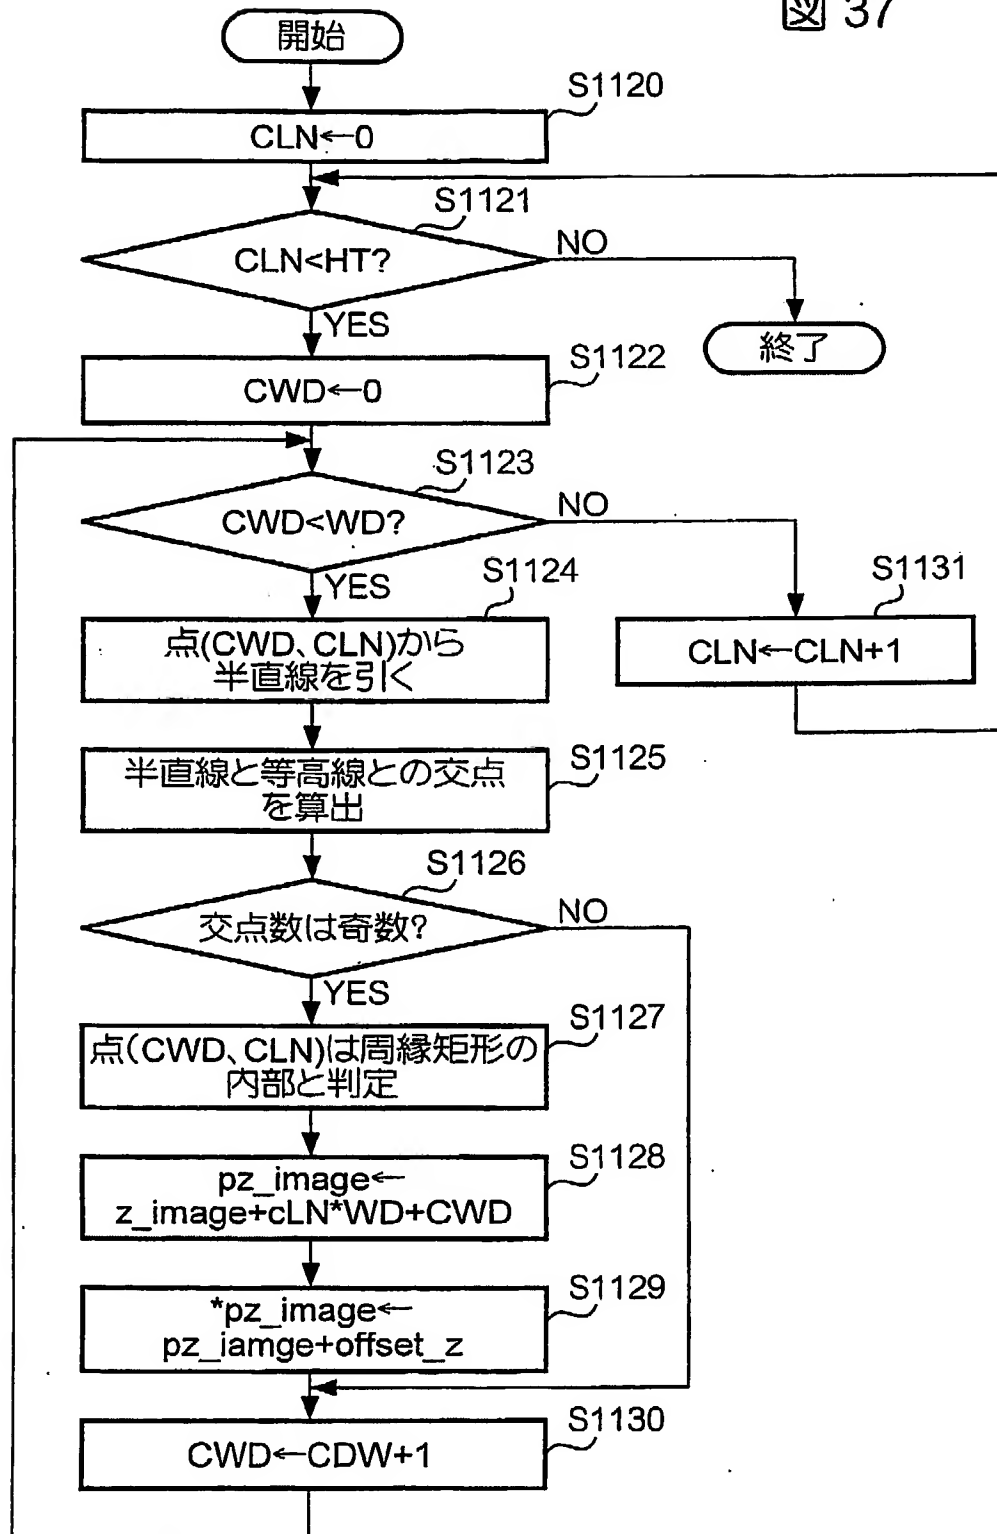 図 37
開始
S1120
CLN←0
S1121
CLN<HT?
NO
YES
終了
S1122
CWD←0
S1123
CWD<WD?
NO
YES
S1124
点(CWD、CLN)から
半直線を引く
S1131
CLN←CLN+1
S1125
半直線と等高線との交点
を算出
S1126
交点数は奇数?
NO
YES
S1127
点(CWD、CLN)は周縁矩形の
内部と判定
S1128
pz_image←
z_image+cLN*WD+CWD
S1129
*pz_image←
pz_iamge+offset_z
S1130
CWD←CDW+1